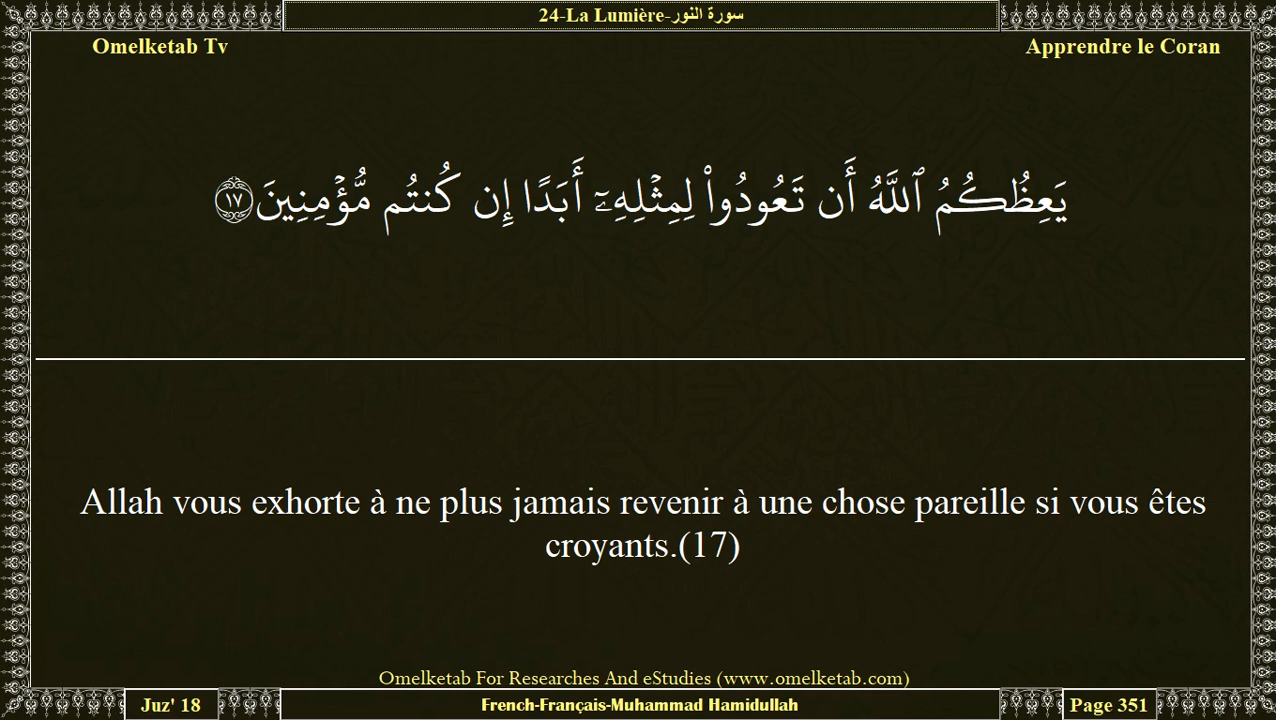 24-La Lumière-سورة النور
Omelketab Tv
Apprendre le Coran
يَعِظُكُمُ ٱللَّهُ أَن تَعُودُوا۟ لِمِثْلِهِۦٓ أَبَدًا إِن كُنتُم مُّؤْمِنِينَ ١٧
Allah vous exhorte à ne plus jamais revenir à une chose pareille si vous êtes
croyants.(17)
Omelketab For Researches And eStudies (www.omelketab.com)
Juz' 18
French-Français-Muhammad Hamidullah
Page 351